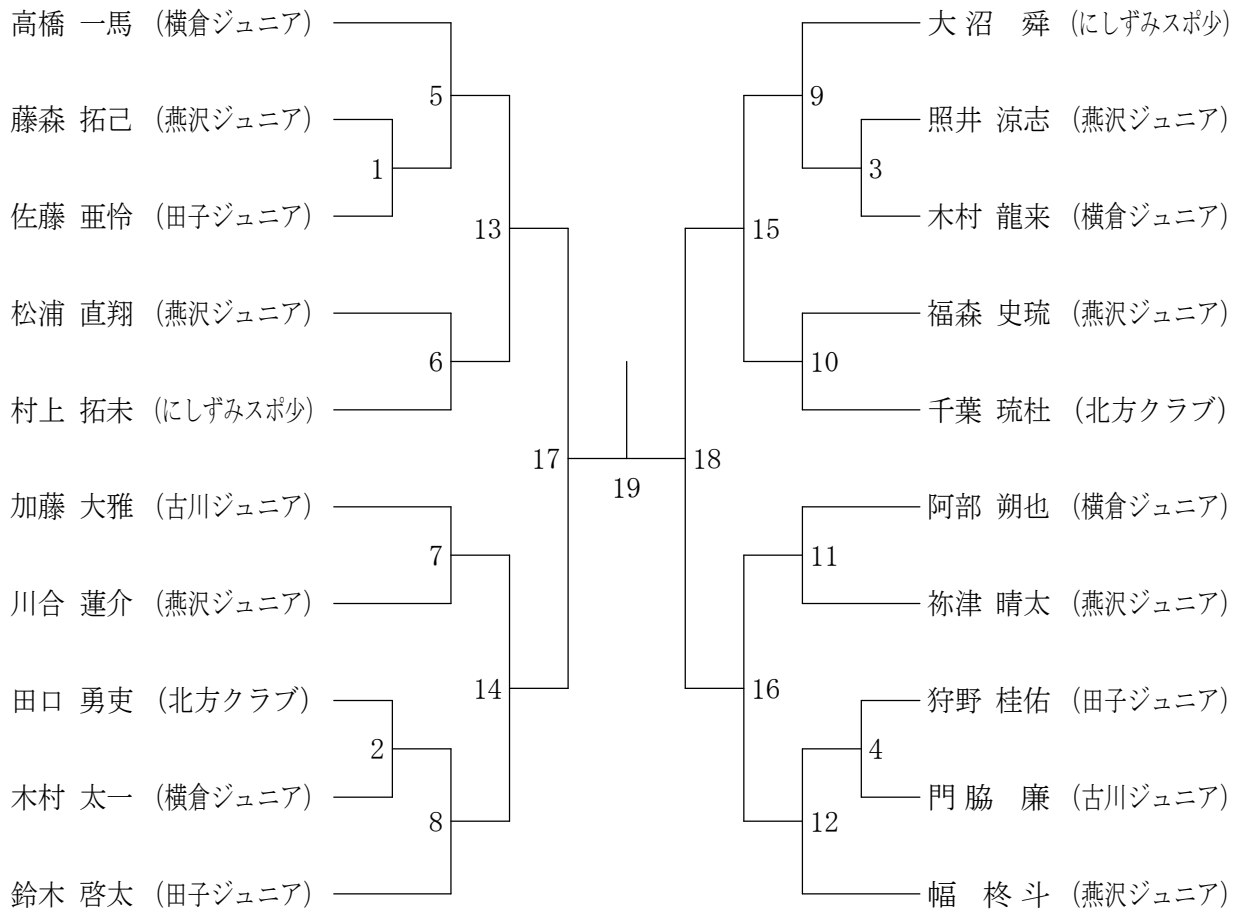 高橋 一馬 (横倉ジュニア)
藤森 拓己 (燕沢ジュニア)
佐藤 亜怜 (田子ジュニア)
松浦 直翔 (燕沢ジュニア)
村上 拓未 (にしずみスポ少)
加藤 大雅 (古川ジュニア)
川合 蓮介 (燕沢ジュニア)
田口 勇吏 (北方クラブ)
木村 太一 (横倉ジュニア)
鈴木 啓太 (田子ジュニア)
5
1
13
6
17
7
14
2
8
19
大沼 舜 (にしずみスポ少)
照井 涼志 (燕沢ジュニア)
木村 龍来 (横倉ジュニア)
福森 史琉 (燕沢ジュニア)
千葉 琉杜 (北方クラブ)
阿部 朔也 (横倉ジュニア)
祢津 晴太 (燕沢ジュニア)
狩野 桂佑 (田子ジュニア)
門脇 廉 (古川ジュニア)
幅 柊斗 (燕沢ジュニア)
9
3
15
10
18
11
16
4
12